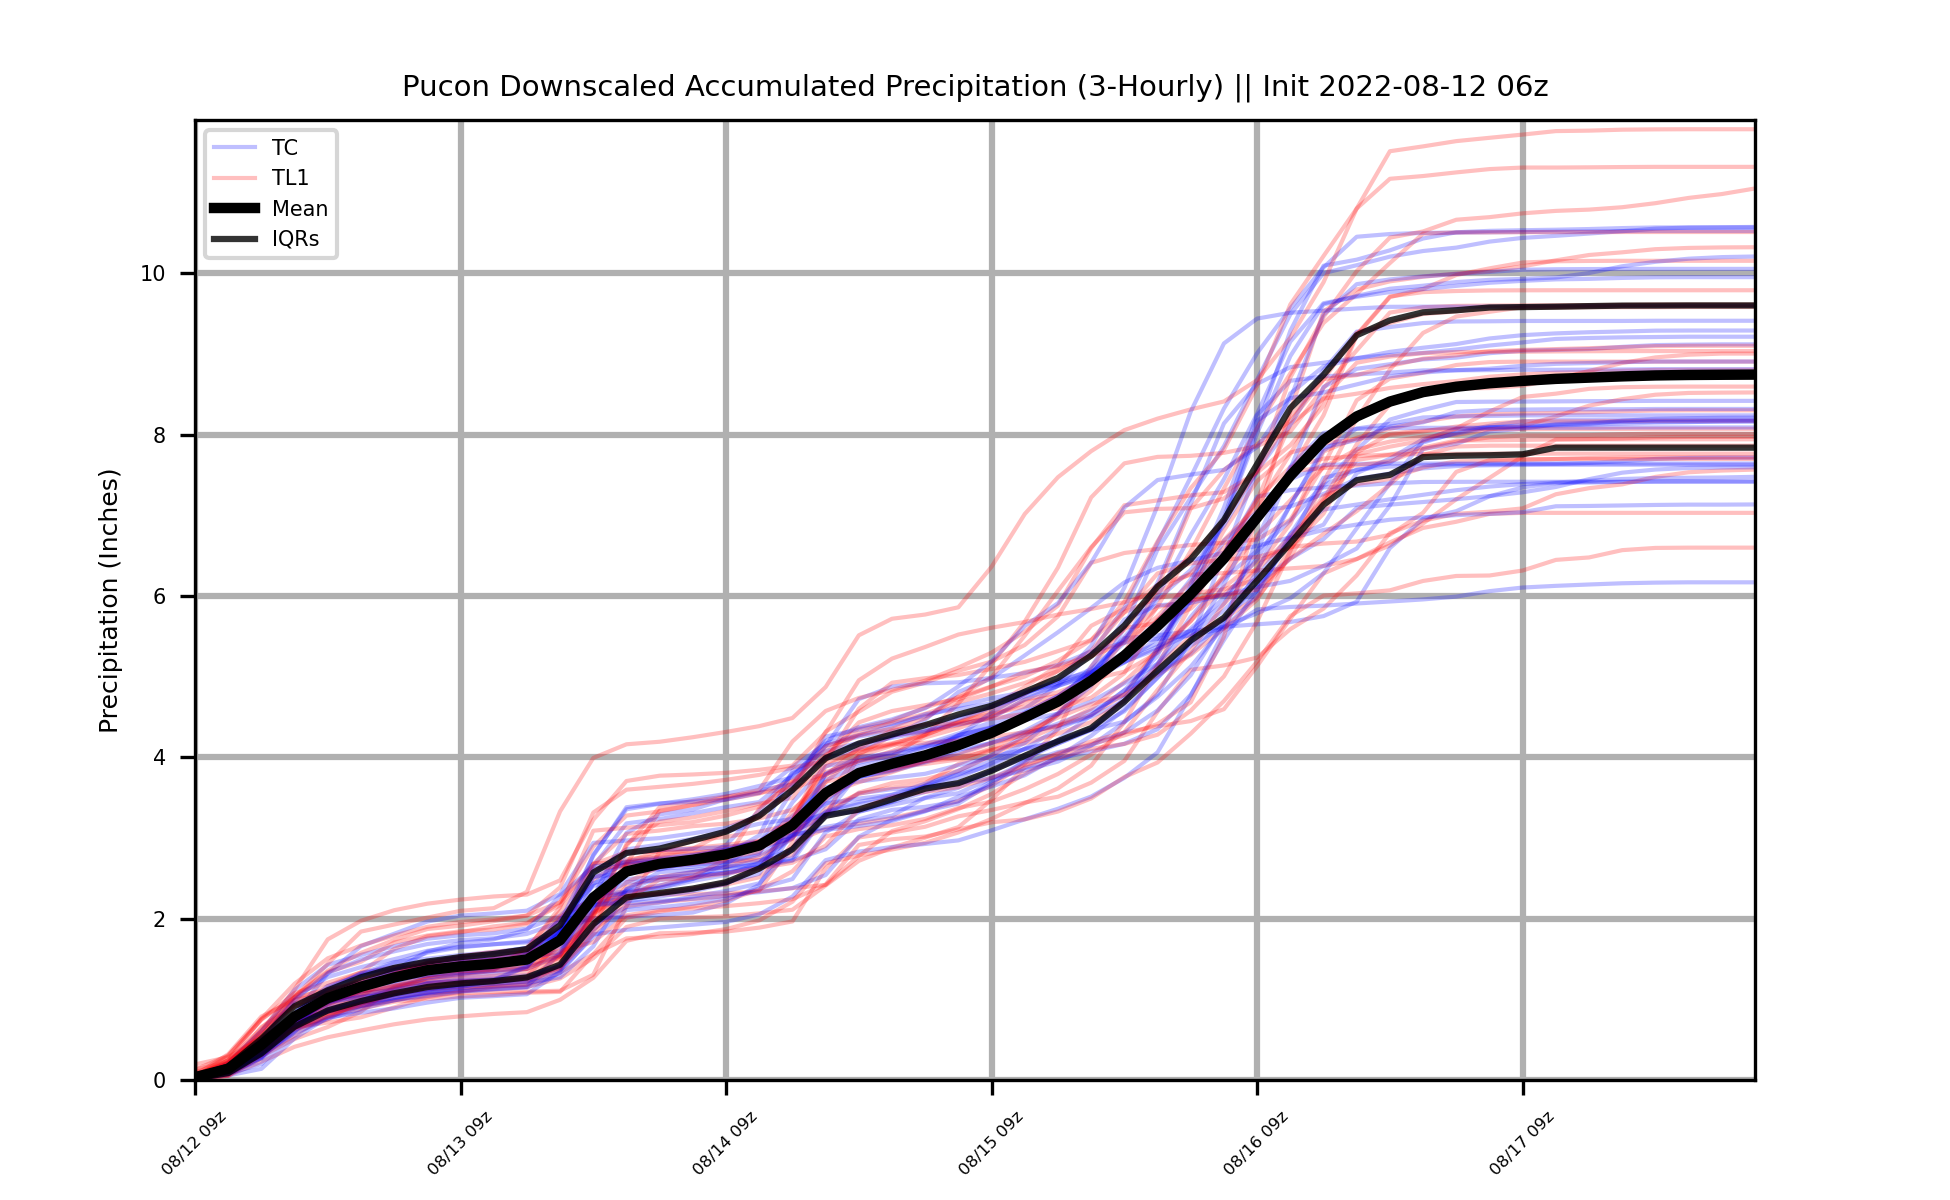 Pucon Downscaled Accumulated Precipitation (3-Hourly) || Init 2022-08-12 06z
TC
TL1
Mean
IQRs
Precipitation (Inches)
10
8
6
4
2
0
08/12 09z
08/13 09z
08/14 09z
08/15 09z
08/16 09z
08/17 09z